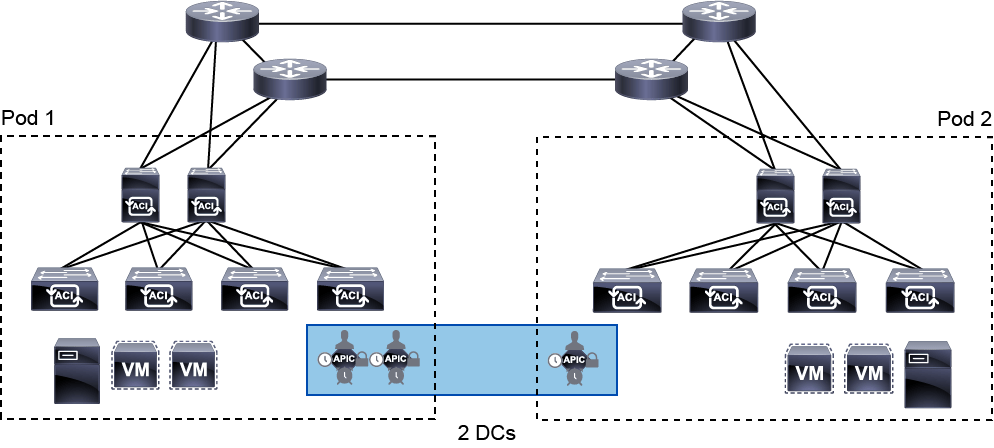 Pod 1
Pod 2
ACI ACI ACI ACI
ACI ACI ACI ACI ACI ACI ACI ACI
APIC APIC APIC
VM VM VM VM
2 DCs